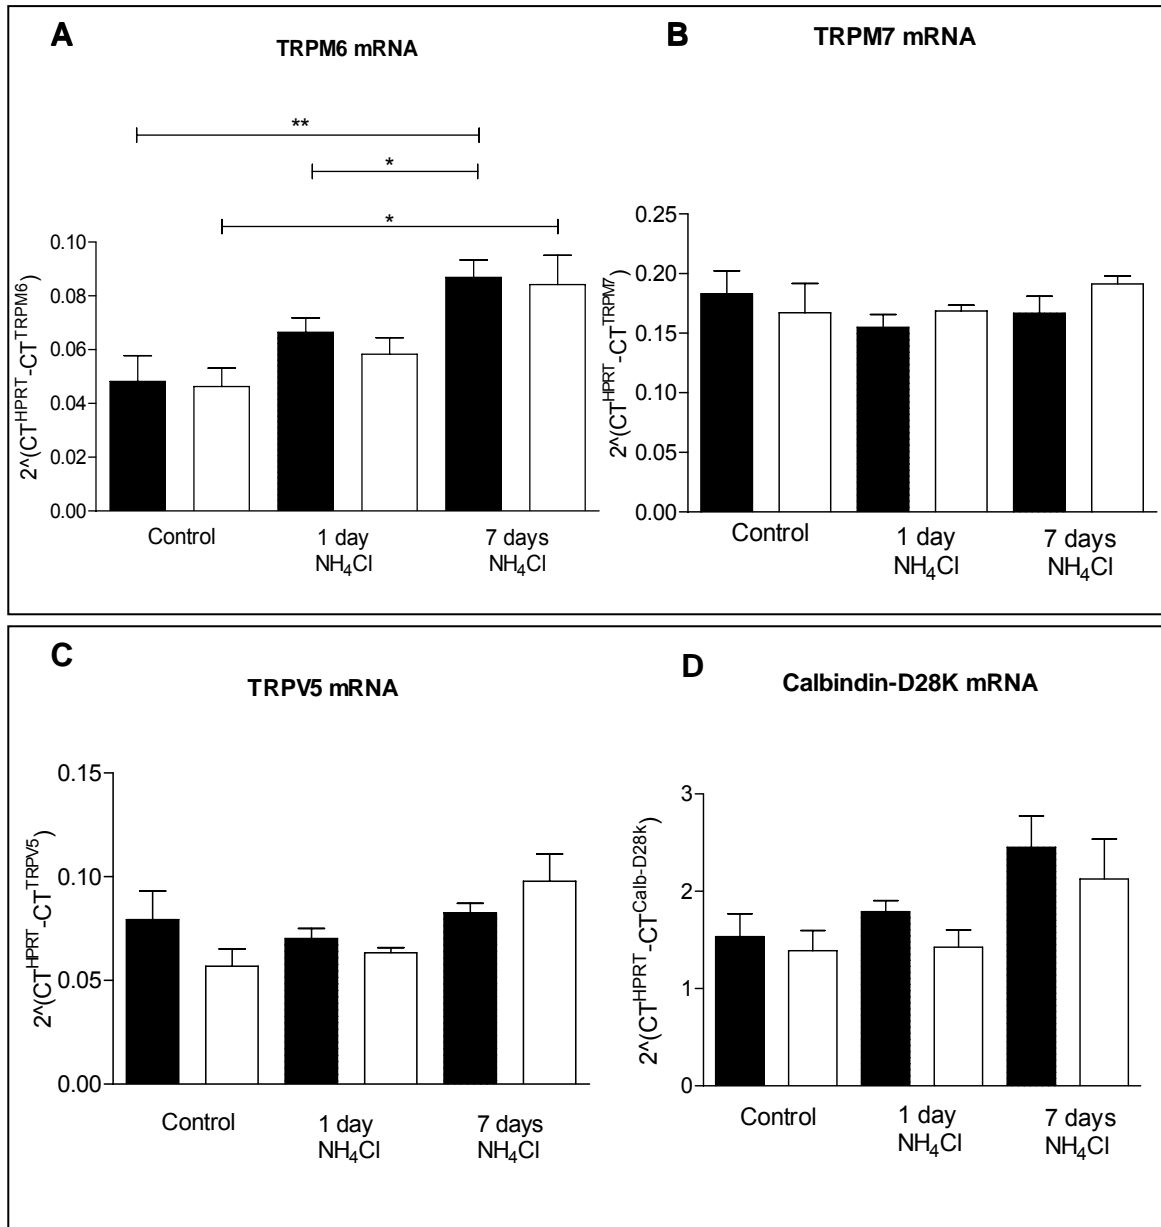 A
TRPM6 mRNA
**
*
*
2^(CT^HPRT-CT^TRPM6)
0.10
0.08
0.06
0.04
0.02
0.00
Control
1 day
NH₄Cl
7 days
NH₄Cl
B
TRPM7 mRNA
2^(CT^HPRT-CT^TRPM7)
0.25
0.20
0.15
0.10
0.05
0.00
Control
1 day
NH₄Cl
7 days
NH₄Cl
C
TRPV5 mRNA
2^(CT^HPRT-CT^TRPV5)
0.15
0.10
0.05
0.00
Control
1 day
NH₄Cl
7 days
NH₄Cl
D
Calbindin-D28K mRNA
2^(CT^HPRT-CT^Calb-D28k)
3
2
1
0
Control
1 day
NH₄Cl
7 days
NH₄Cl